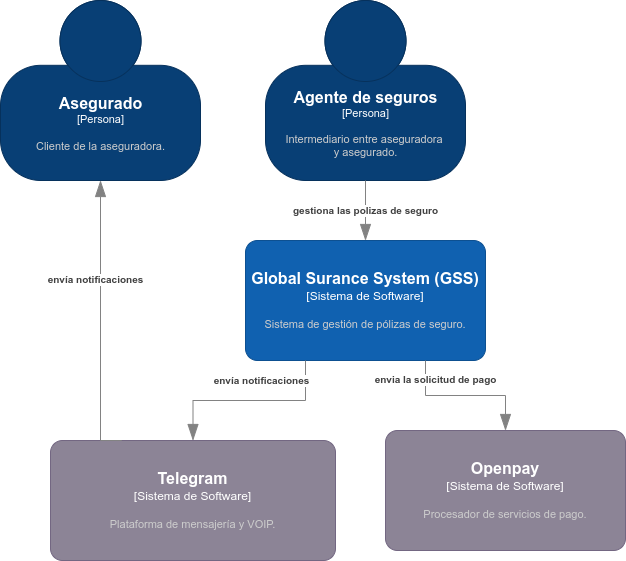 Asegurado
[Persona]
Cliente de la aseguradora.
Agente de seguros
[Persona]
Intermediario entre aseguradora
y asegurado.
gestiona las polizas de seguro
envía notificaciones
Global Surance System (GSS)
[Sistema de Software]
Sistema de gestión de pólizas de seguro.
envía notificaciones
envia la solicitud de pago
Telegram
[Sistema de Software]
Plataforma de mensajería y VOIP.
Openpay
[Sistema de Software]
Procesador de servicios de pago.